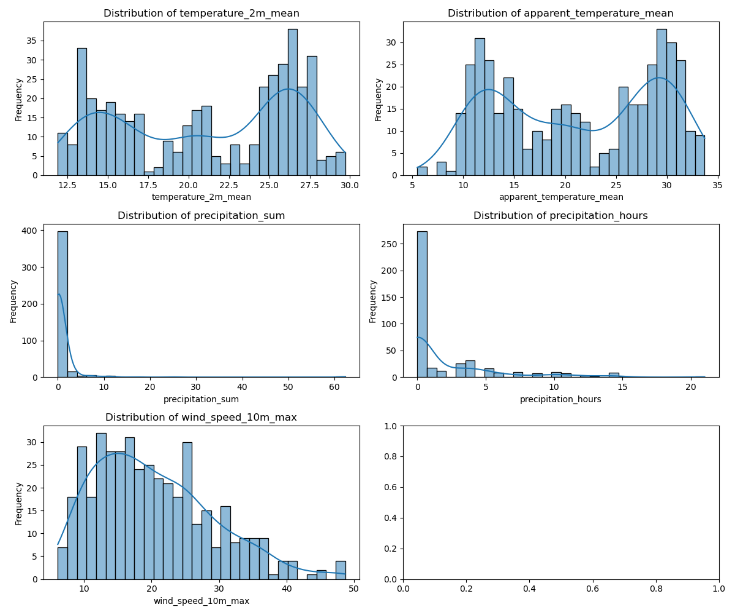 Distribution of temperature_2m_mean
Frequency
35
30
25
20
15
10
5
0
12.5 15.0 17.5 20.0 22.5 25.0 27.5 30.0
temperature_2m_mean
Distribution of apparent_temperature_mean
Frequency
30
25
20
15
10
5
0
5 10 15 20 25 30 35
apparent_temperature_mean
Distribution of precipitation_sum
Frequency
400
300
200
100
0
0 10 20 30 40 50 60
precipitation_sum
Distribution of precipitation_hours
Frequency
250
200
150
100
50
0
0 5 10 15 20
precipitation_hours
Distribution of wind_speed_10m_max
Frequency
30
25
20
15
10
5
0
10 20 30 40 50
wind_speed_10m_max
1.0
0.8
0.6
0.4
0.2
0.0
0.0 0.2 0.4 0.6 0.8 1.0